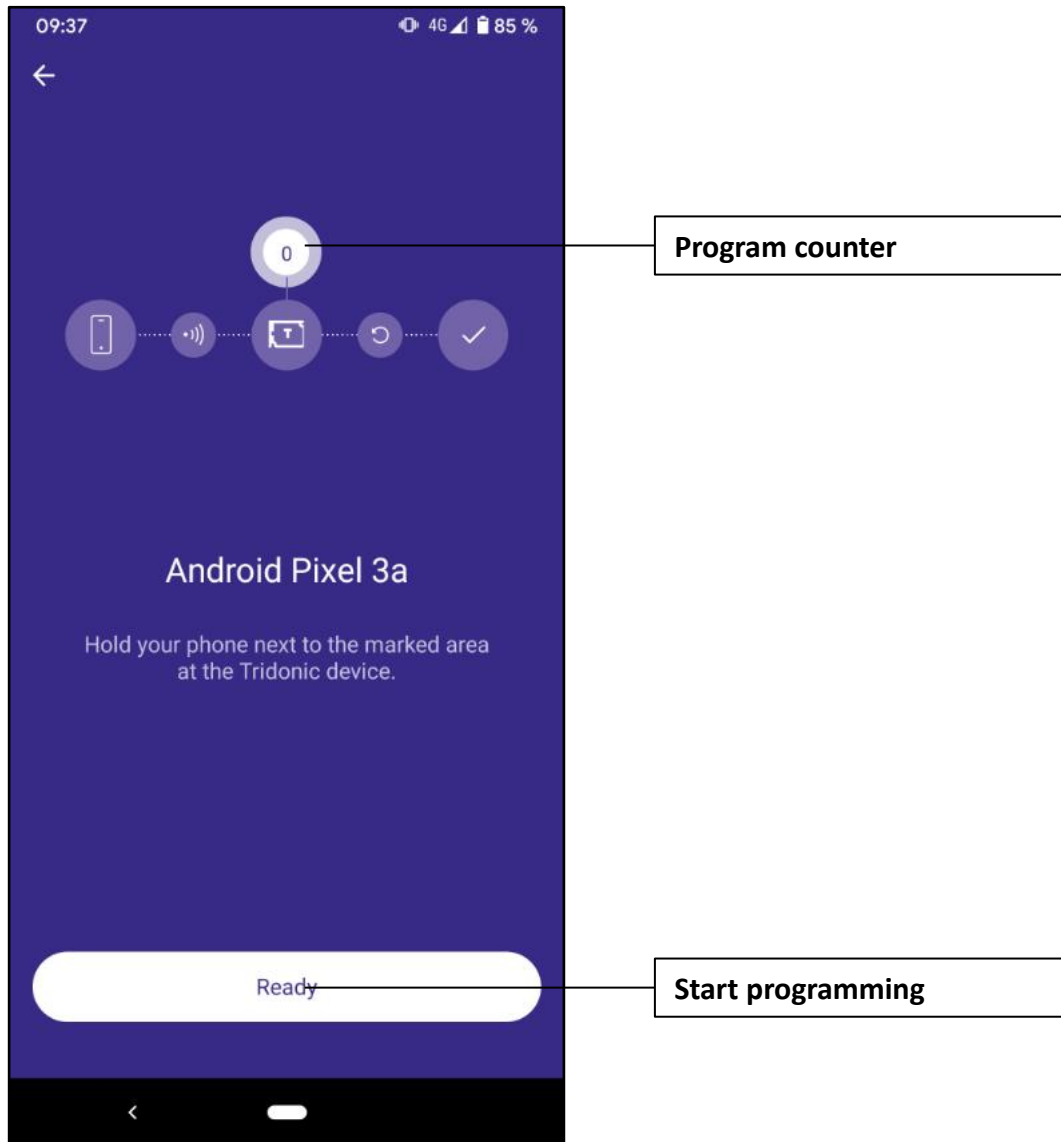 09:37 4G 85 %
0
Program counter
T
Android Pixel 3a
Hold your phone next to the marked area
at the Tridonic device.
Ready
Start programming